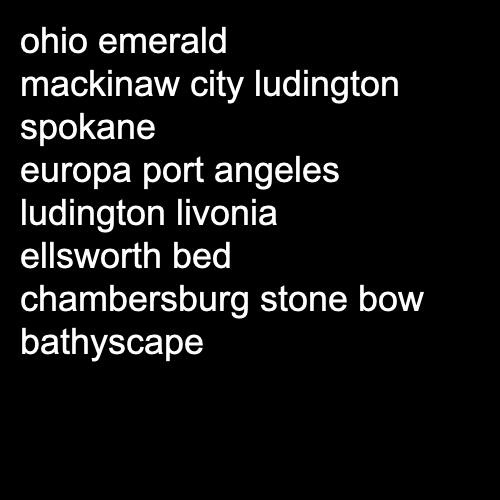 ohio emerald
mackinaw city ludington
spokane
europa port angeles
ludington livonia
ellsworth bed
chambersburg stone bow
bathyscape